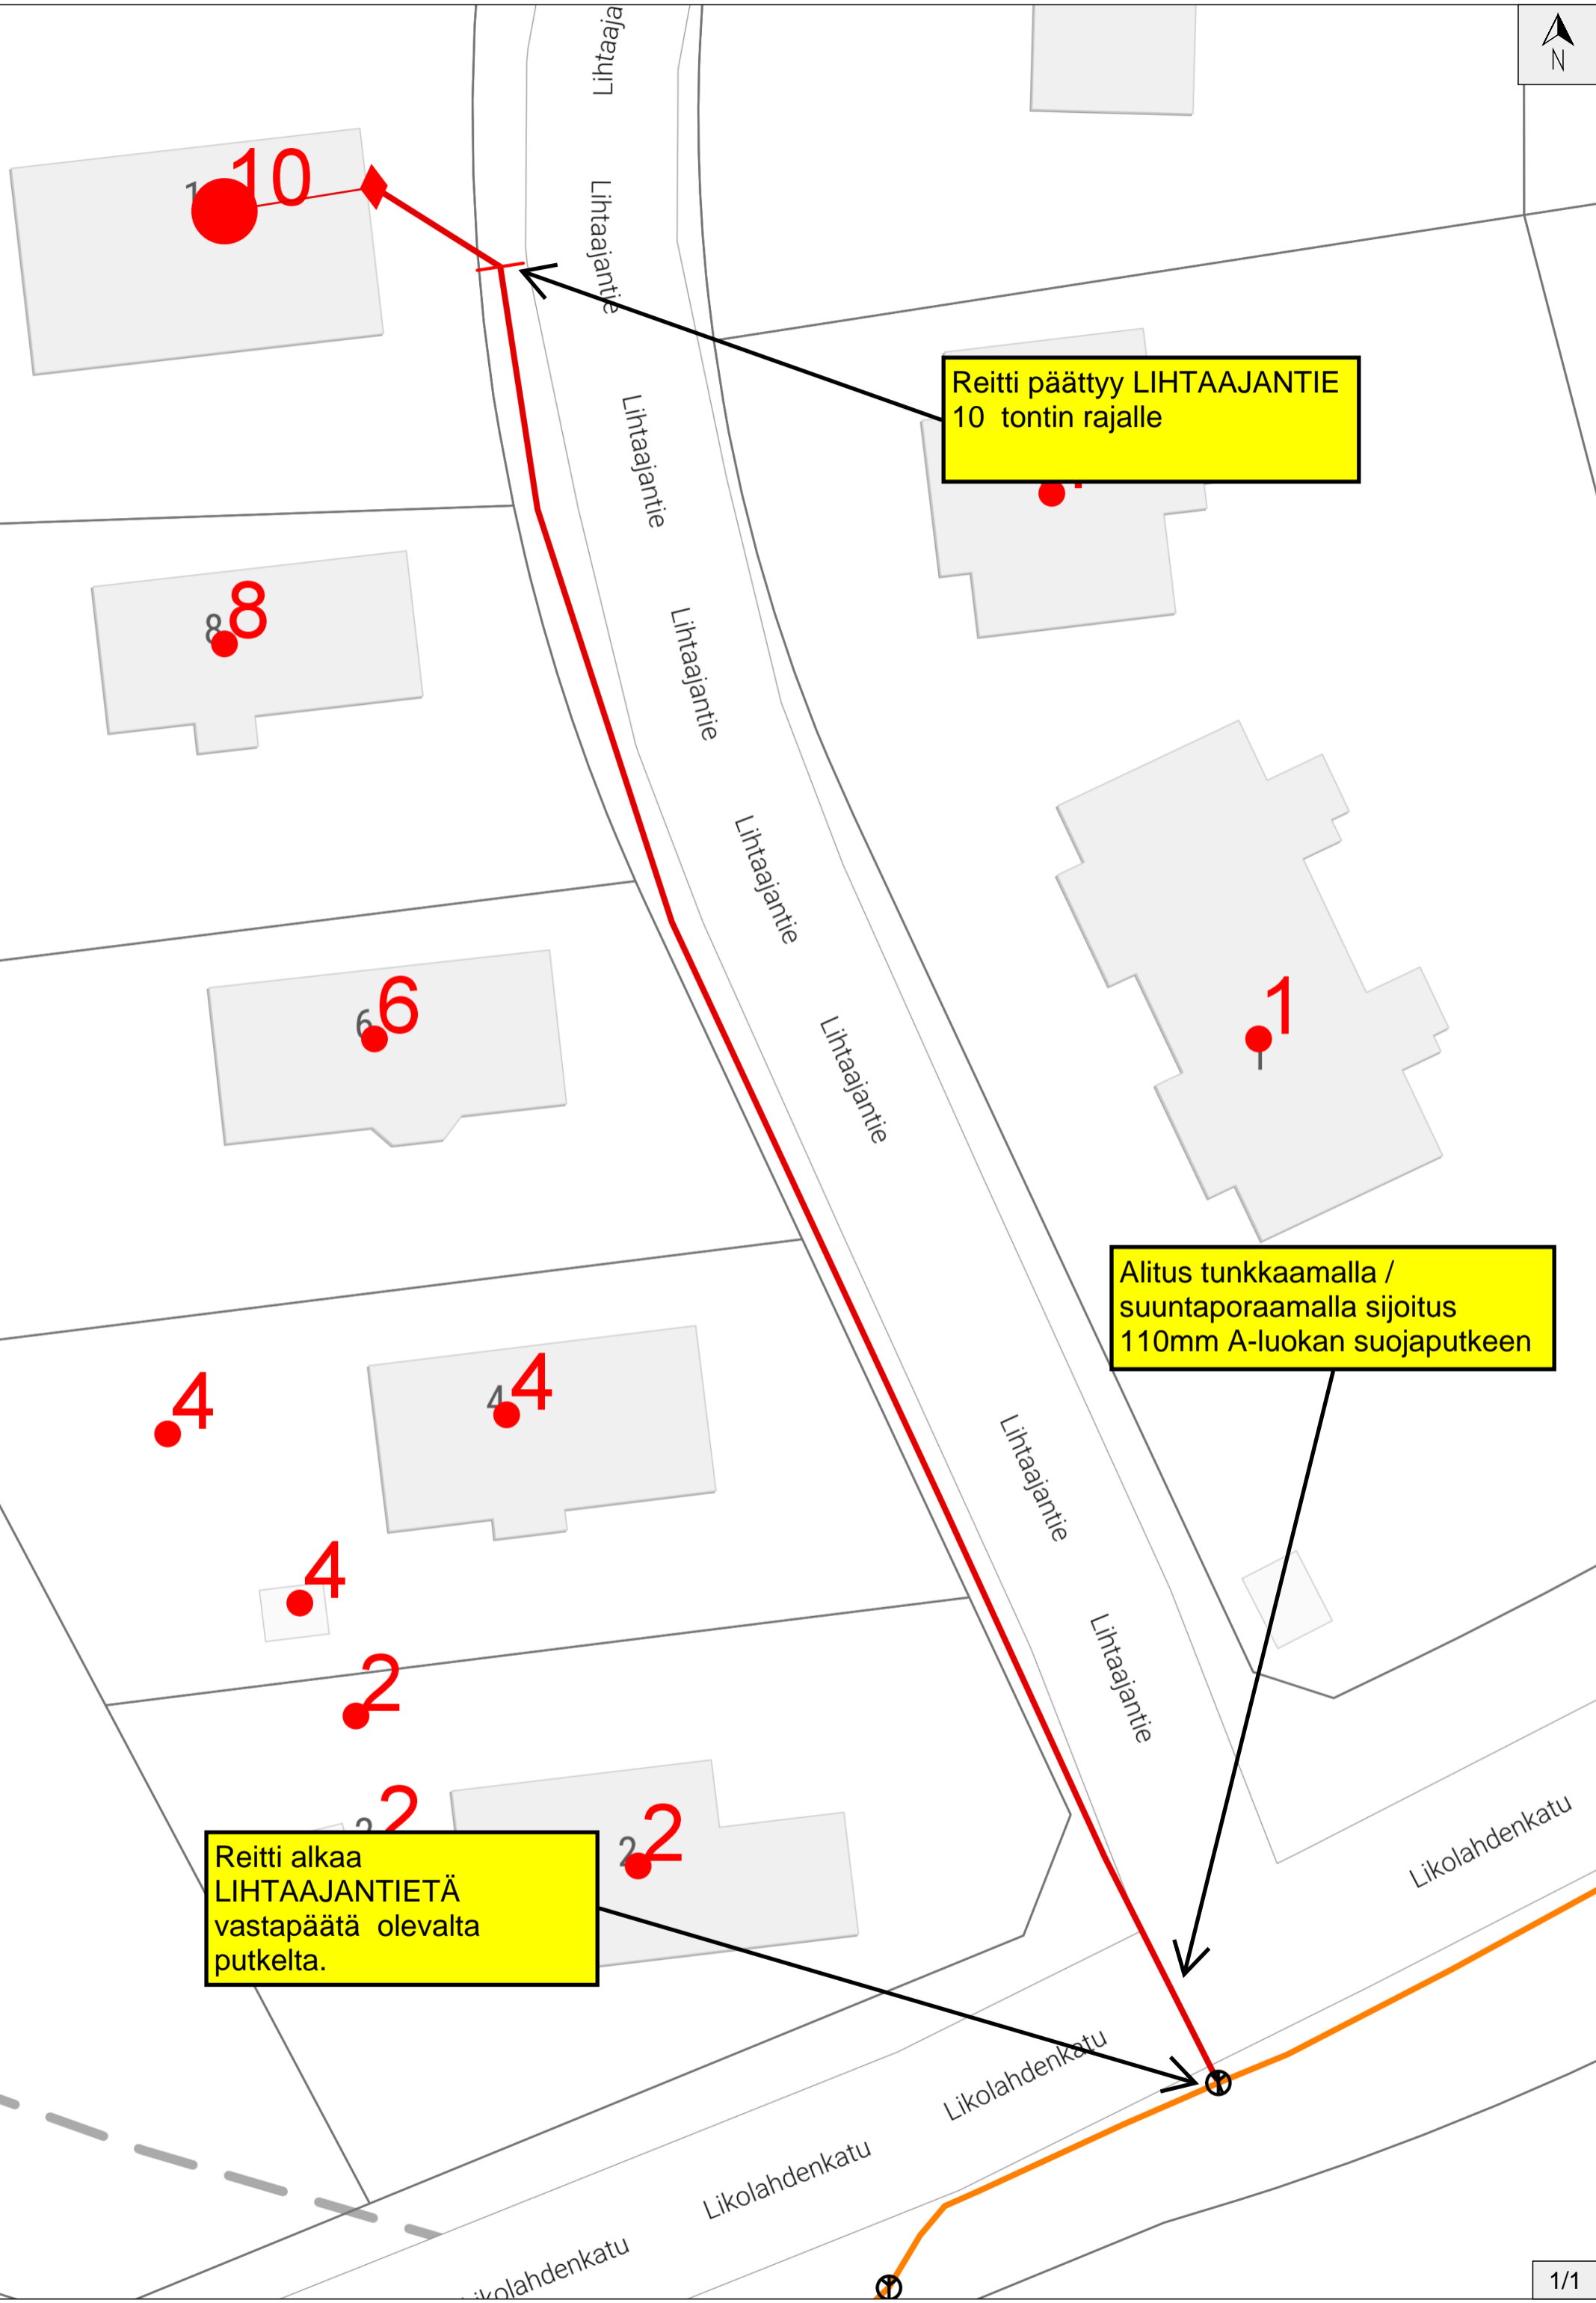 Lihtaaja
N
10
Lihtaajantie
Reitti päättyy LIHTAAJANTIE
10  tontin rajalle
Lihtaajantie
8
8
Lihtaajantie
Lihtaajantie
6
6
1
Lihtaajantie
Alitus tunkkaamalla /
suuntaporaamalla sijoitus
110mm A-luokan suojaputkeen
4
4
4
Lihtaajantie
4
Lihtaajantie
2
2
2
2
Reitti alkaa
LIHTAAJANTIETÄ
vastapäätä  olevalta
putkelta.
Likolahdenkatu
Likolahdenkatu
Likolahdenkatu
ikolahdenkatu
1/1